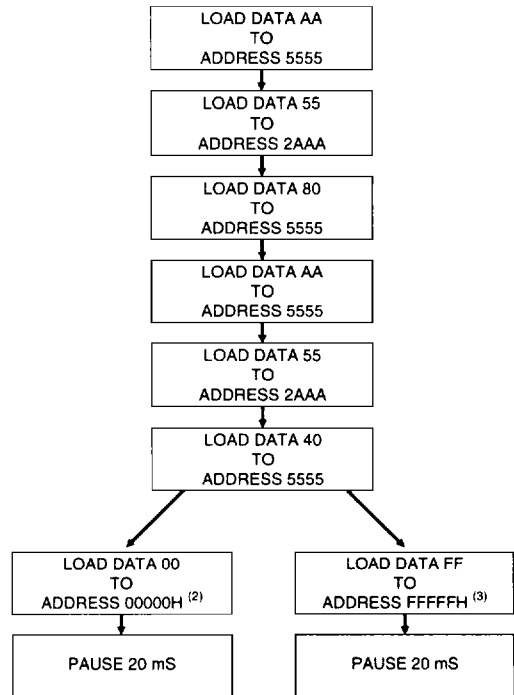 LOAD DATA AA
TO
ADDRESS 5555
LOAD DATA 55
TO
ADDRESS 2AAA
LOAD DATA 80
TO
ADDRESS 5555
LOAD DATA AA
TO
ADDRESS 5555
LOAD DATA 55
TO
ADDRESS 2AAA
LOAD DATA 40
TO
ADDRESS 5555
LOAD DATA 00
TO
ADDRESS 00000H (2)
PAUSE 20 mS
LOAD DATA FF
TO
ADDRESS FFFFFH (3)
PAUSE 20 mS